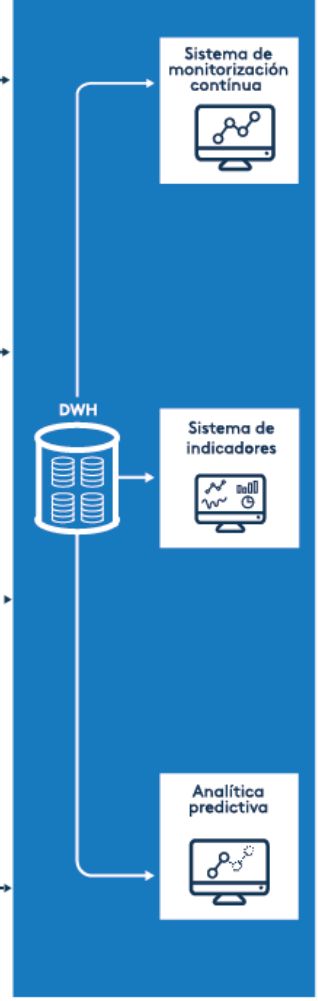 Sistema de
monitorización
contínua
DWH
Sistema de
indicadores
Analítica
predictiva